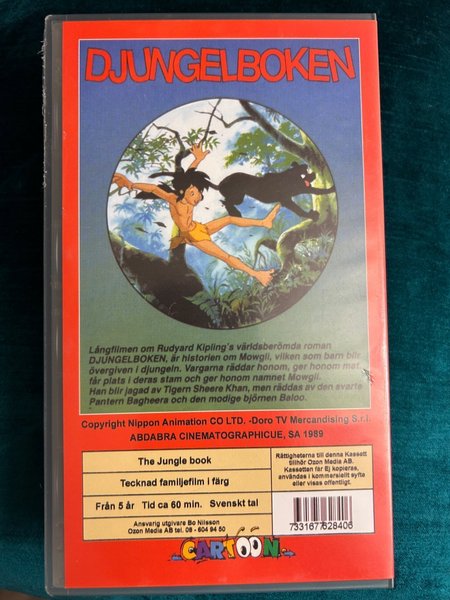 DJUNGELBOKEN
Långfilmen om Rudyard Kipling's världsberömda roman
DJUNGELBOKEN, är historien om Mowgli, vilken som barn blir
övergiven i djungeln. Vargarna räddar honom, ger honom mat
får plats i deras stam och ger honom namnet Mowgli.
Han blir jagad av Tigern Sheere Khan, men räddas av den svarte
Pantern Bagheera och den modige björnen Baloo.
Copyright Nippon Animation CO LTD. -Doro TV Mercandising S.r.l.
ABDABRA CINEMATOGRAPHICUE, SA 1989
The Jungle book
Tecknad familjefilm i färg
Från 5 år Tid ca 60 min. Svenskt tal
Ansvarig utgivare Bo Nilsson
Ozon Media AB tel. 08 - 604 94 50
Rättigheterna till denna Kassett
tillhör Ozon Media AB.
Kassetten får Ej kopieras,
användas i kommersiellt syfte
eller visas offentligt.
7331677628406
CARTOON